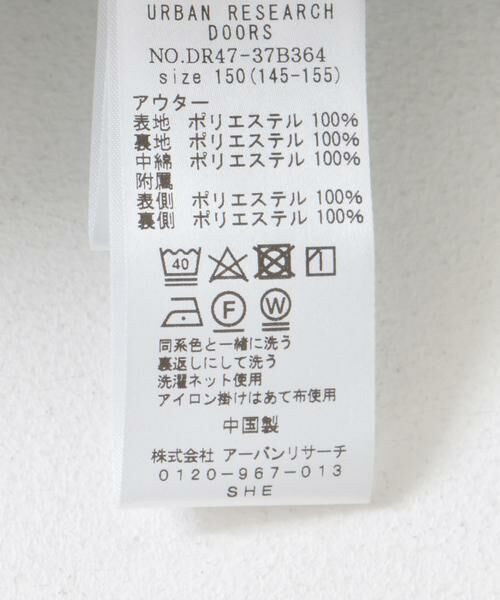 URBAN RESEARCH
DOORS
NO.DR47-37B364
size 150(145-155)
アウター
表地 ポリエステル 100%
裏地 ポリエステル 100%
中綿 ポリエステル 100%
附属
表側 ポリエステル 100%
裏側 ポリエステル 100%
40
F W
同系色と一緒に洗う
裏返しにして洗う
洗濯ネット使用
アイロン掛けはあて布使用
中国製
株式会社 アーバンリサーチ
0120-967-013
SHE